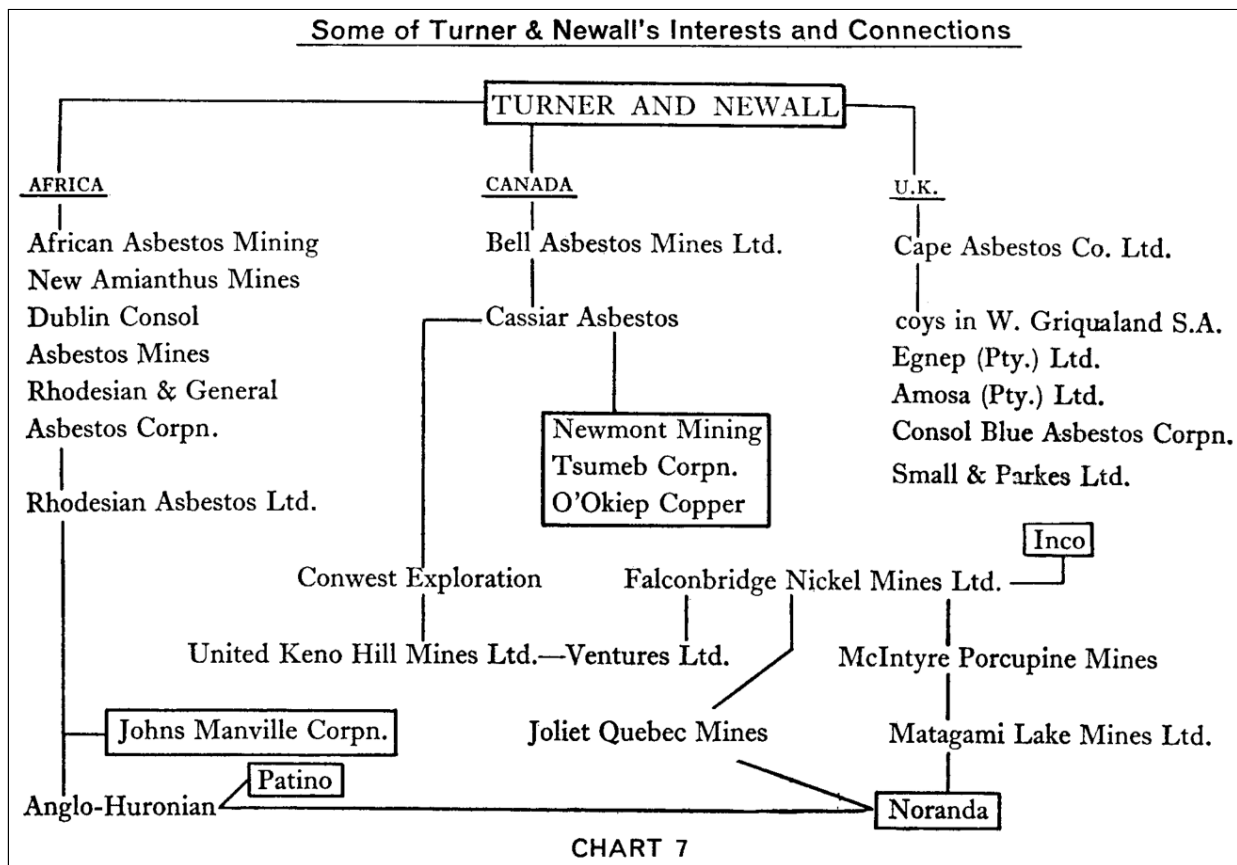 Some of Turner & Newall's Interests and Connections
TURNER AND NEWALL
AFRICA
African Asbestos Mining
New Amianthus Mines
Dublin Consol
Asbestos Mines
Rhodesian & General
Asbestos Corpn.
Rhodesian Asbestos Ltd.
CANADA
Bell Asbestos Mines Ltd.
Cassiar Asbestos
Newmont Mining
Tsumeb Corpn.
O'Okiep Copper
U.K.
Cape Asbestos Co. Ltd.
coys in W. Griqualand S.A.
Egnep (Pty.) Ltd.
Amosa (Pty.) Ltd.
Consol Blue Asbestos Corpn.
Small & Parkes Ltd.
Inco
Conwest Exploration
Falconbridge Nickel Mines Ltd.
United Keno Hill Mines Ltd.—Ventures Ltd.
McIntyre Porcupine Mines
Johns Manville Corpn.
Joliet Quebec Mines
Matagami Lake Mines Ltd.
Patino
Anglo-Huronian
Noranda
CHART 7